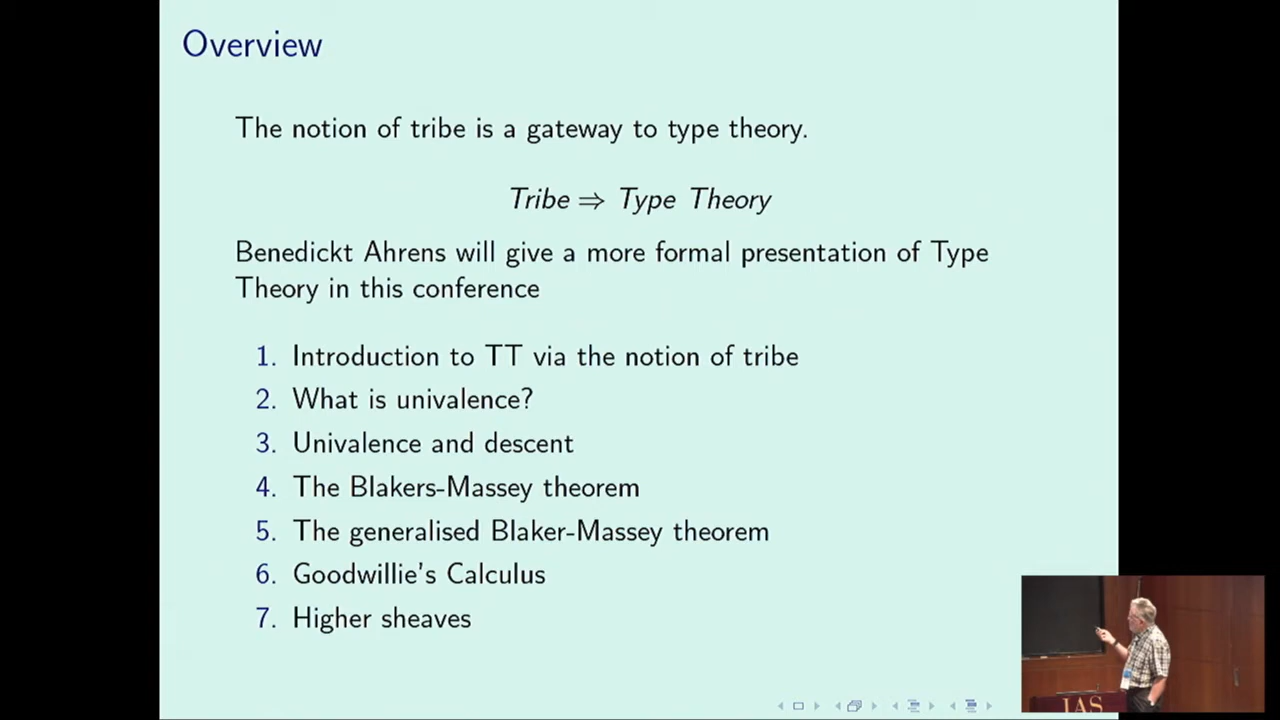 Overview
The notion of tribe is a gateway to type theory.
Tribe ⇒ Type Theory
Benedickt Ahrens will give a more formal presentation of Type
Theory in this conference
1. Introduction to TT via the notion of tribe
2. What is univalence?
3. Univalence and descent
4. The Blakers-Massey theorem
5. The generalised Blaker-Massey theorem
6. Goodwillie's Calculus
7. Higher sheaves
IAS